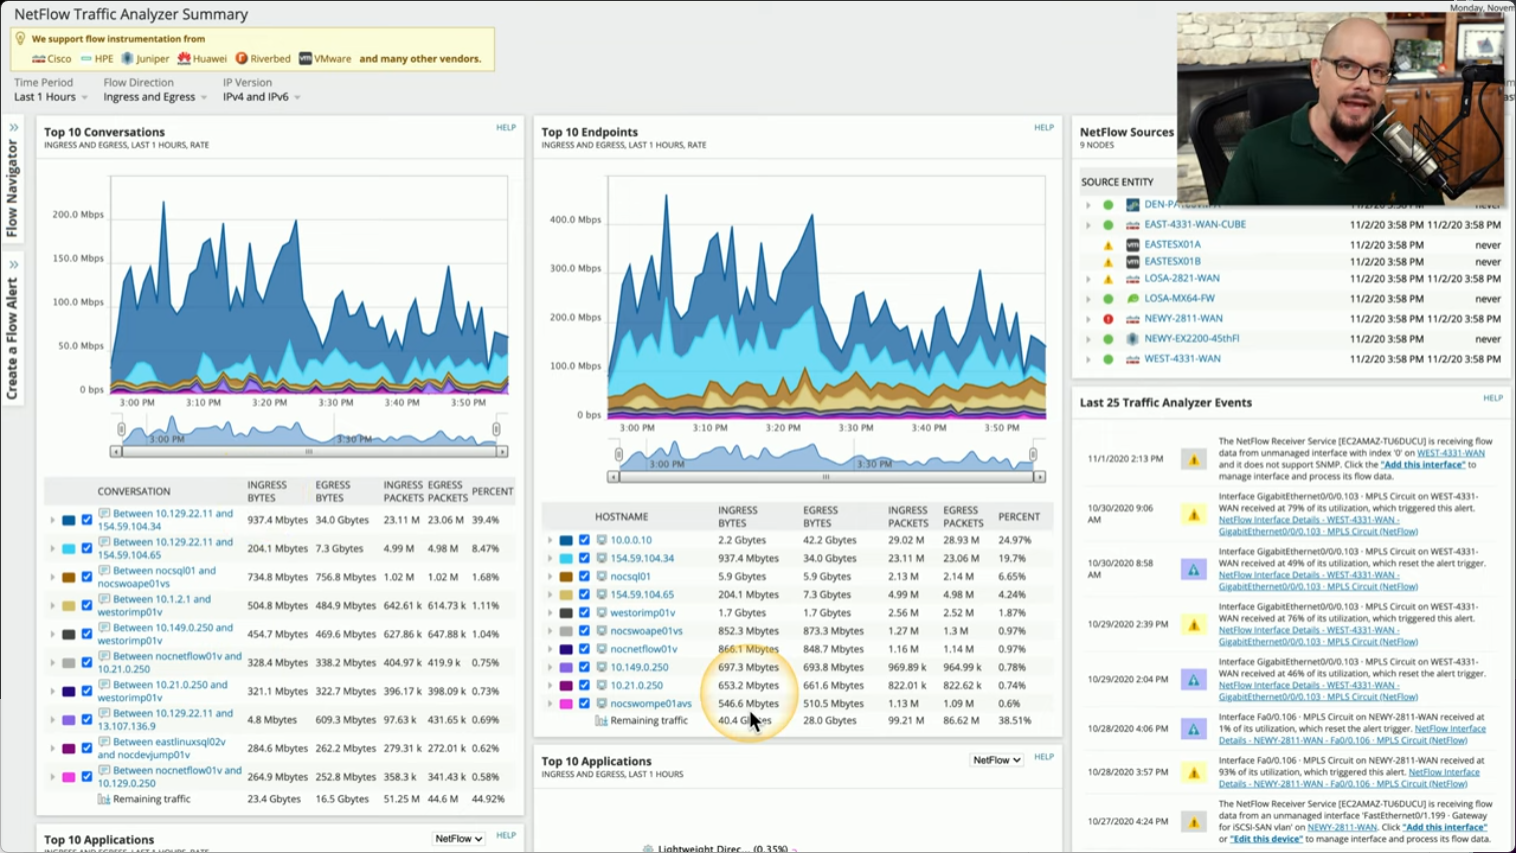 NetFlow Traffic Analyzer Summary
Monday, Novem
We support flow instrumentation from
Cisco HPE Juniper Huawei Riverbed VMware and many other vendors.
Time Period
Last 1 Hours
Flow Direction
Ingress and Egress
IP Version
IPv4 and IPv6
Flow Navigator
Create a Flow Alert
Top 10 Conversations
HELP
INGRESS AND EGRESS, LAST 1 HOURS, RATE
200.0 Mbps
150.0 Mbps
100.0 Mbps
50.0 Mbps
0 bps
3:00 PM 3:10 PM 3:20 PM 3:30 PM 3:40 PM 3:50 PM
3:00 PM 3:30 PM
CONVERSATION INGRESS BYTES EGRESS BYTES INGRESS PACKETS EGRESS PACKETS PERCENT
Between 10.129.22.11 and 154.59.104.34 937.4 Mbytes 34.0 Gbytes 23.11 M 23.06 M 39.4%
Between 10.129.22.11 and 154.59.104.65 204.1 Mbytes 7.3 Gbytes 4.99 M 4.98 M 8.47%
Between nocsql01 and nocswoape01vs 734.8 Mbytes 756.8 Mbytes 1.02 M 1.02 M 1.68%
Between 10.1.2.1 and westorimp01v 504.8 Mbytes 484.9 Mbytes 642.61 k 614.73 k 1.11%
Between 10.149.0.250 and westorimp01v 454.7 Mbytes 469.6 Mbytes 627.86 k 647.88 k 1.04%
Between nocnetflow01v and 10.21.0.250 328.4 Mbytes 338.2 Mbytes 404.97 k 419.9 k 0.75%
Between 10.21.0.250 and westorimp01v 321.1 Mbytes 322.7 Mbytes 396.17 k 398.09 k 0.73%
Between 10.129.22.11 and 13.107.136.9 4.8 Mbytes 609.3 Mbytes 97.63 k 431.65 k 0.69%
Between eastlinuxsql02v and nocdevjump01v 284.6 Mbytes 262.2 Mbytes 279.31 k 272.01 k 0.62%
Between nocnetflow01v and 10.129.0.250 264.9 Mbytes 252.8 Mbytes 358.3 k 341.43 k 0.58%
Remaining traffic 23.4 Gbytes 16.5 Gbytes 51.25 M 44.6 M 44.92%
Top 10 Applications
NetFlow
HELP
INGRESS AND EGRESS, LAST 1 HOURS
Top 10 Endpoints
HELP
INGRESS AND EGRESS, LAST 1 HOURS, RATE
400.0 Mbps
300.0 Mbps
200.0 Mbps
100.0 Mbps
0 bps
3:00 PM 3:10 PM 3:20 PM 3:30 PM 3:40 PM 3:50 PM
3:00 PM 3:30 PM
HOSTNAME INGRESS BYTES EGRESS BYTES INGRESS PACKETS EGRESS PACKETS PERCENT
10.0.0.10 2.2 Gbytes 42.2 Gbytes 29.02 M 28.93 M 24.97%
154.59.104.34 937.4 Mbytes 34.0 Gbytes 23.11 M 23.06 M 19.7%
nocsql01 5.9 Gbytes 5.9 Gbytes 2.13 M 2.14 M 6.65%
154.59.104.65 204.1 Mbytes 7.3 Gbytes 4.99 M 4.98 M 4.24%
westorimp01v 1.7 Gbytes 1.7 Gbytes 2.56 M 2.52 M 1.87%
nocswoape01vs 852.3 Mbytes 873.3 Mbytes 1.27 M 1.3 M 0.97%
nocnetflow01v 866.1 Mbytes 848.7 Mbytes 1.16 M 1.14 M 0.97%
10.149.0.250 697.3 Mbytes 693.8 Mbytes 969.89 k 964.99 k 0.78%
10.21.0.250 653.2 Mbytes 661.6 Mbytes 822.01 k 822.62 k 0.74%
nocswompe01avs 546.6 Mbytes 510.5 Mbytes 1.13 M 1.09 M 0.6%
Remaining traffic 40.4 Gbytes 28.0 Gbytes 99.21 M 86.62 M 38.51%
Top 10 Applications
NetFlow
HELP
INGRESS AND EGRESS, LAST 1 HOURS
Lightweight Direc... (0.35%)
NetFlow Sources
9 NODES
SOURCE ENTITY
11/2/20 3:58 PM never
EAST-4331-WAN-CUBE 11/2/20 3:58 PM 11/2/20 3:58 PM
EASTESX01A 11/2/20 3:58 PM never
EASTESX01B 11/2/20 3:58 PM never
LOSA-2821-WAN 11/2/20 3:58 PM 11/2/20 3:58 PM
LOSA-MX64-FW 11/2/20 3:58 PM never
NEWY-2811-WAN 11/2/20 3:58 PM 11/2/20 3:58 PM
NEWY-EX2200-45thFl 11/2/20 3:58 PM never
WEST-4331-WAN 11/2/20 3:58 PM 11/2/20 3:58 PM
Last 25 Traffic Analyzer Events
HELP
11/1/2020 2:13 PM
The NetFlow Receiver Service [EC2AMAZ-TU6DUCU] is receiving flow
data from unmanaged interface with index '0' on WEST-4331-WAN
and it does not support SNMP. Click the "Add this interface" to
manage interface and process its flow data.
10/30/2020 9:06 AM
Interface GigabitEthernet0/0/0.103 · MPLS Circuit on WEST-4331-
WAN received at 79% of its utilization, which triggered this alert.
NetFlow Interface Details - WEST-4331-WAN -
GigabitEthernet0/0/0.103 · MPLS Circuit (NetFlow)
10/30/2020 8:58 AM
Interface GigabitEthernet0/0/0.103 · MPLS Circuit on WEST-4331-
WAN received at 49% of its utilization, which reset the alert trigger.
NetFlow Interface Details - WEST-4331-WAN -
GigabitEthernet0/0/0.103 · MPLS Circuit (NetFlow)
10/29/2020 2:39 PM
Interface GigabitEthernet0/0/0.103 · MPLS Circuit on WEST-4331-
WAN received at 76% of its utilization, which triggered this alert.
NetFlow Interface Details - WEST-4331-WAN -
GigabitEthernet0/0/0.103 · MPLS Circuit (NetFlow)
10/29/2020 2:04 PM
Interface GigabitEthernet0/0/0.103 · MPLS Circuit on WEST-4331-
WAN received at 46% of its utilization, which reset the alert trigger.
NetFlow Interface Details - WEST-4331-WAN -
GigabitEthernet0/0/0.103 · MPLS Circuit (NetFlow)
10/28/2020 4:06 PM
Interface Fa0/0.106 · MPLS Circuit on NEWY-2811-WAN received at
1% of its utilization, which reset the alert trigger. NetFlow Interface
Details - NEWY-2811-WAN - Fa0/0.106 · MPLS Circuit (NetFlow)
10/28/2020 3:57 PM
Interface Fa0/0.106 · MPLS Circuit on NEWY-2811-WAN received at
93% of its utilization, which triggered this alert. NetFlow Interface
Details - NEWY-2811-WAN - Fa0/0.106 · MPLS Circuit (NetFlow)
10/27/2020 4:24 PM
The NetFlow Receiver Service [EC2AMAZ-TU6DUCU] is receiving flow
data from an unmanaged interface 'FastEthernet0/1.199 · Gateway
for iSCSI-SAN vlan' on NEWY-2811-WAN. Click "Add this interface"
or "Edit this device" to manage interface and process its flow data.